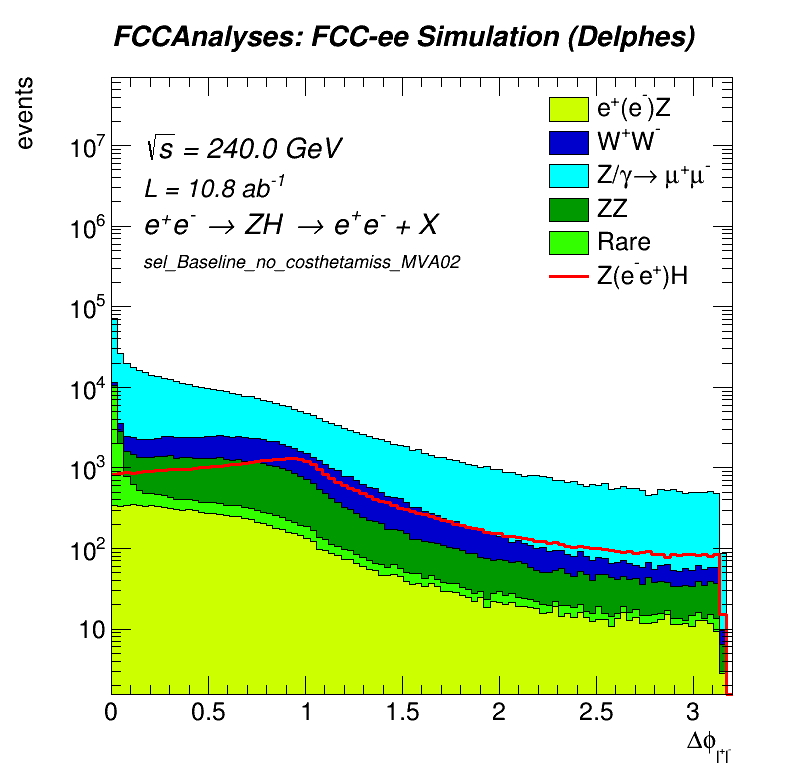 FCCAnalyses: FCC-ee Simulation (Delphes)
events
√s = 240.0 GeV
L = 10.8 ab⁻¹
e⁺e⁻ → ZH → e⁺e⁻ + X
sel_Baseline_no_costhetamiss_MVA02
e⁺(e⁻)Z
W⁺W⁻
Z/γ→ μ⁺μ⁻
ZZ
Rare
Z(e⁻e⁺)H
10⁷
10⁶
10⁵
10⁴
10³
10²
10
0 0.5 1 1.5 2 2.5 3
Δϕ_l⁺l⁻